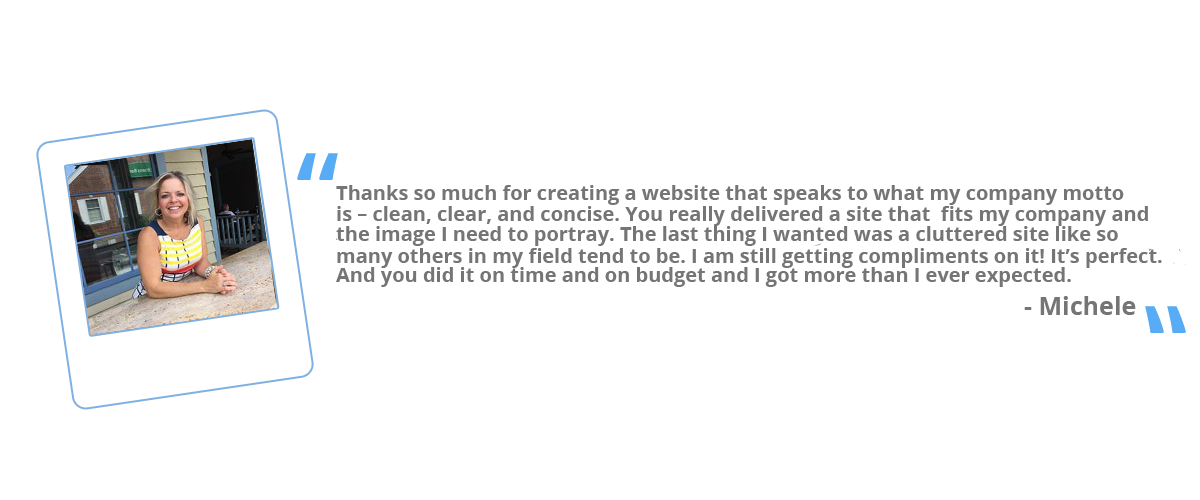 Thanks so much for creating a website that speaks to what my company motto
is – clean, clear, and concise. You really delivered a site that  fits my company and
the image I need to portray. The last thing I wanted was a cluttered site like so
many others in my field tend to be. I am still getting compliments on it! It’s perfect.
And you did it on time and on budget and I got more than I ever expected.
- Michele